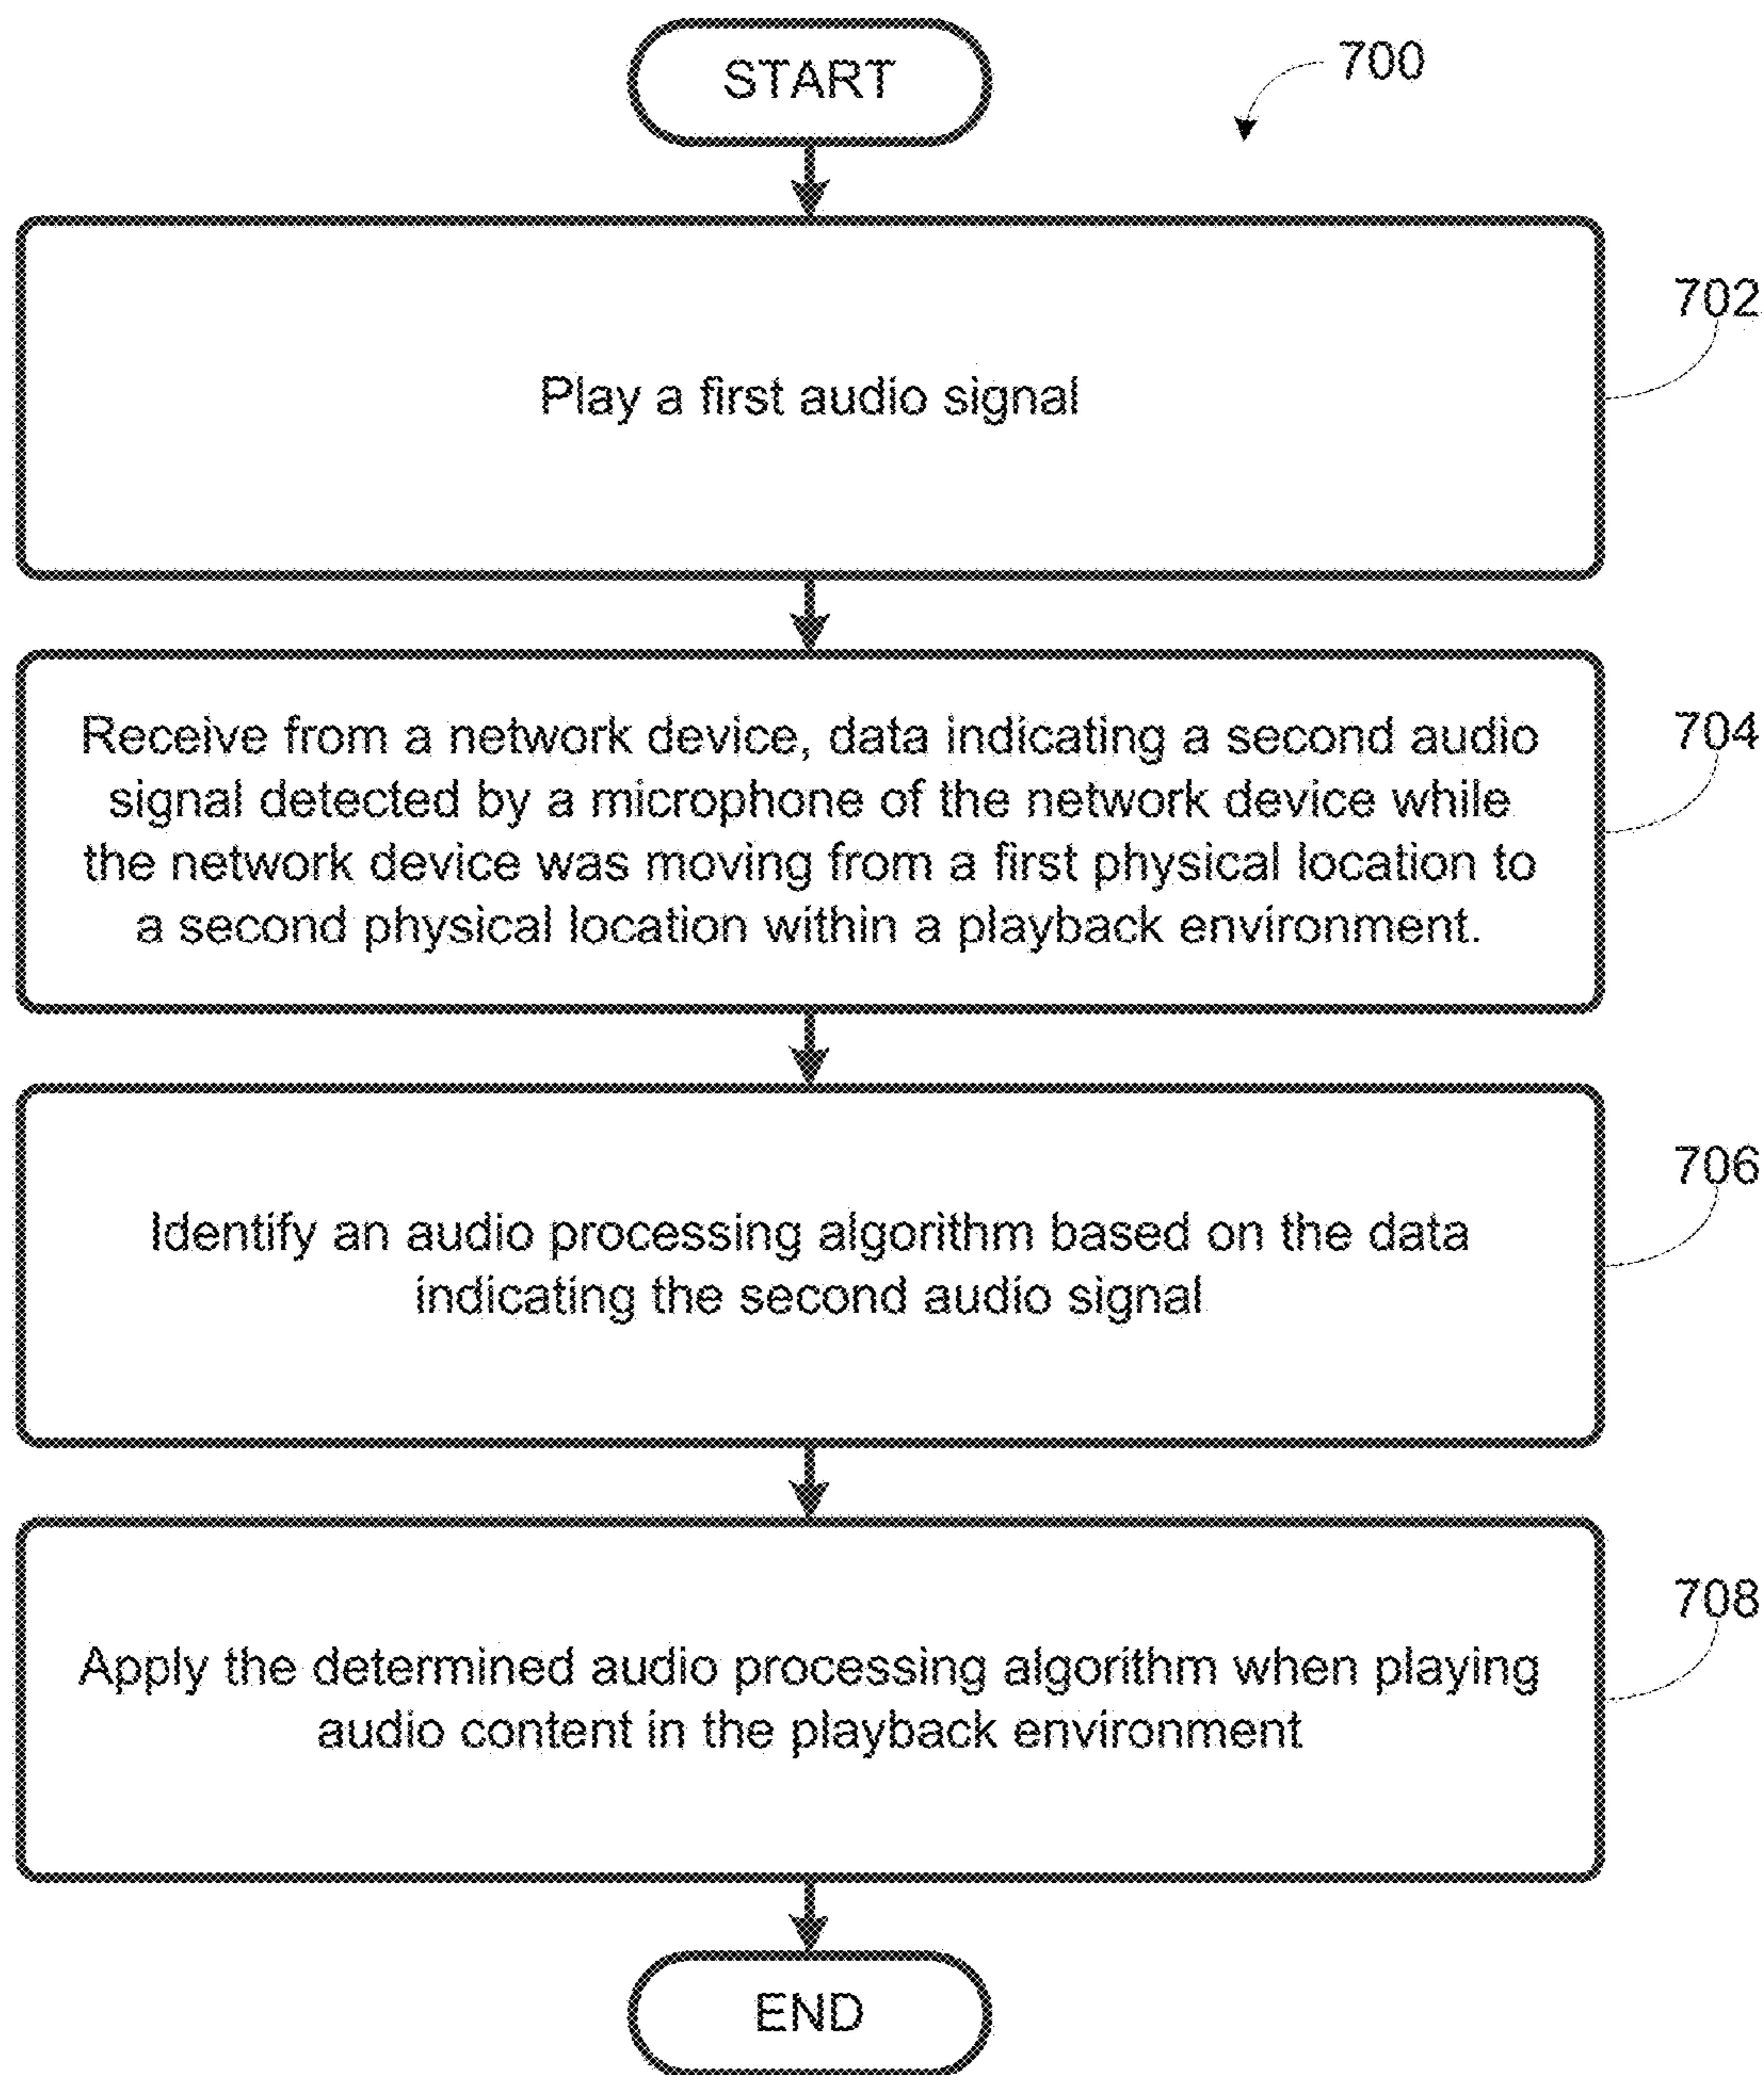 START
700
702
Play a first audio signal
Receive from a network device, data indicating a second audio
704
signal detected by a microphone of the network device while
the network device was moving from a first physical location to
a second physical location within a playback environment.
706
Identify an audio processing algorithm based on the data
indicating the second audio signal
708
Apply the determined audio processing algorithm when playing
audio content in the playback environment
END